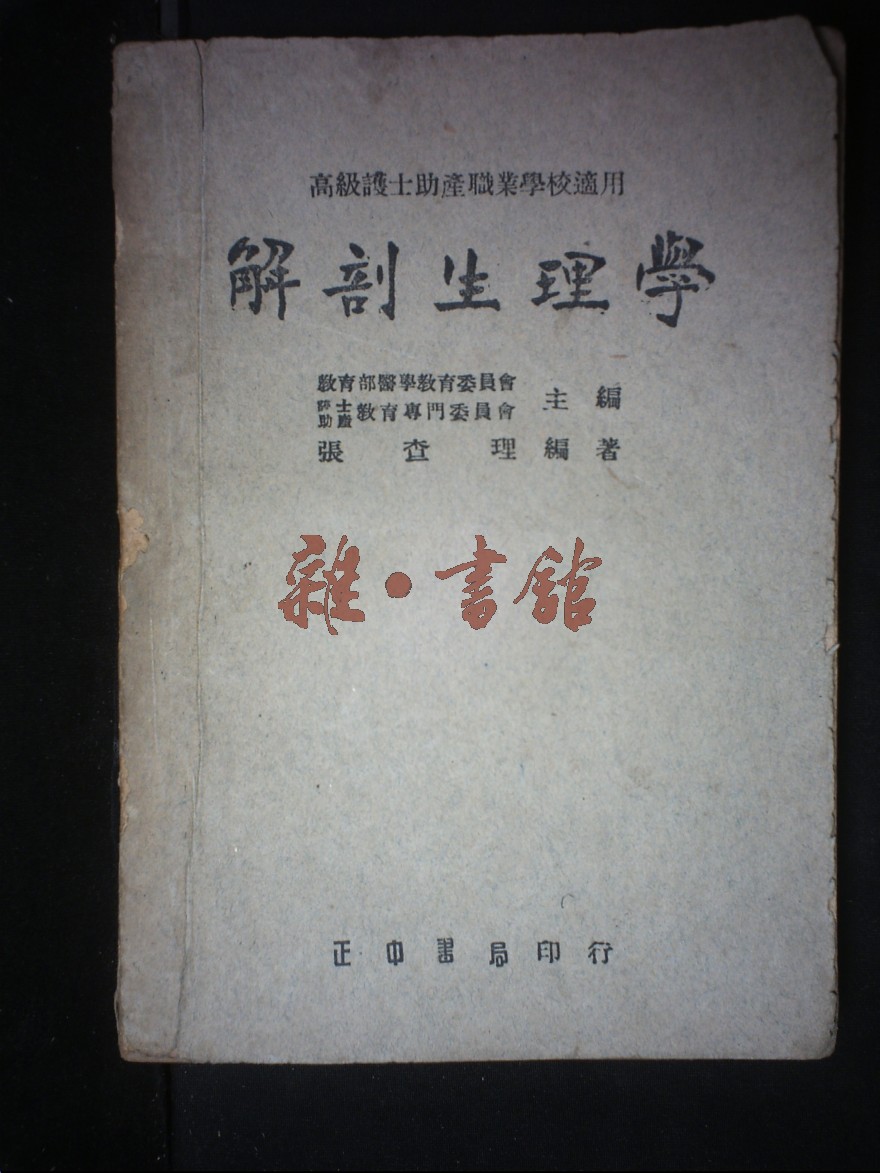 高級護士助產職業學校適用
解剖生理學
教育部醫學教育委員會
護士助產教育專門委員會 主編
張查理編著
雜·書館
正中書局印行